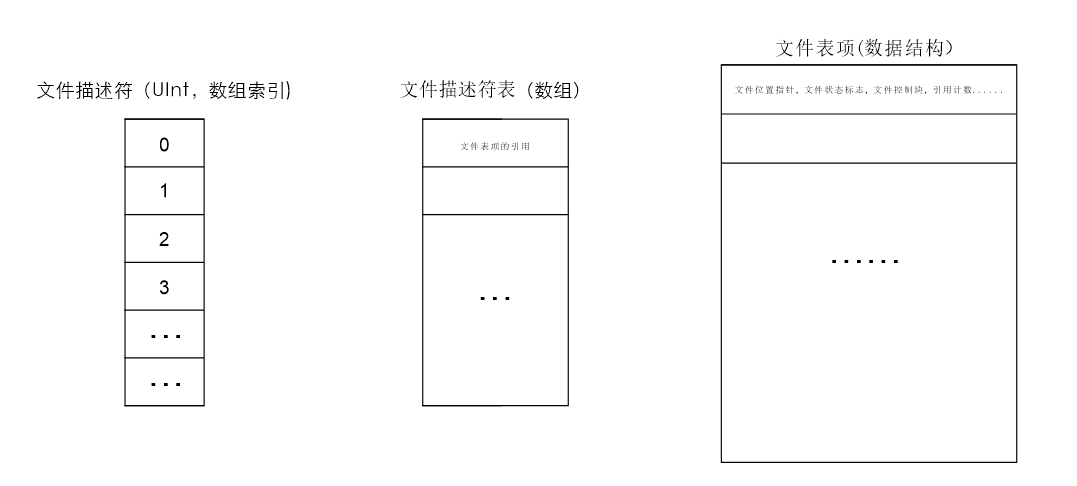 文件表项(数据结构)
文件描述符（UInt，数组索引)
文件描述符表（数组）
文件位置指针，文件状态标志，文件控制块，引用计数......
0
文件表项的引用
1
2
......
3
...
...
...